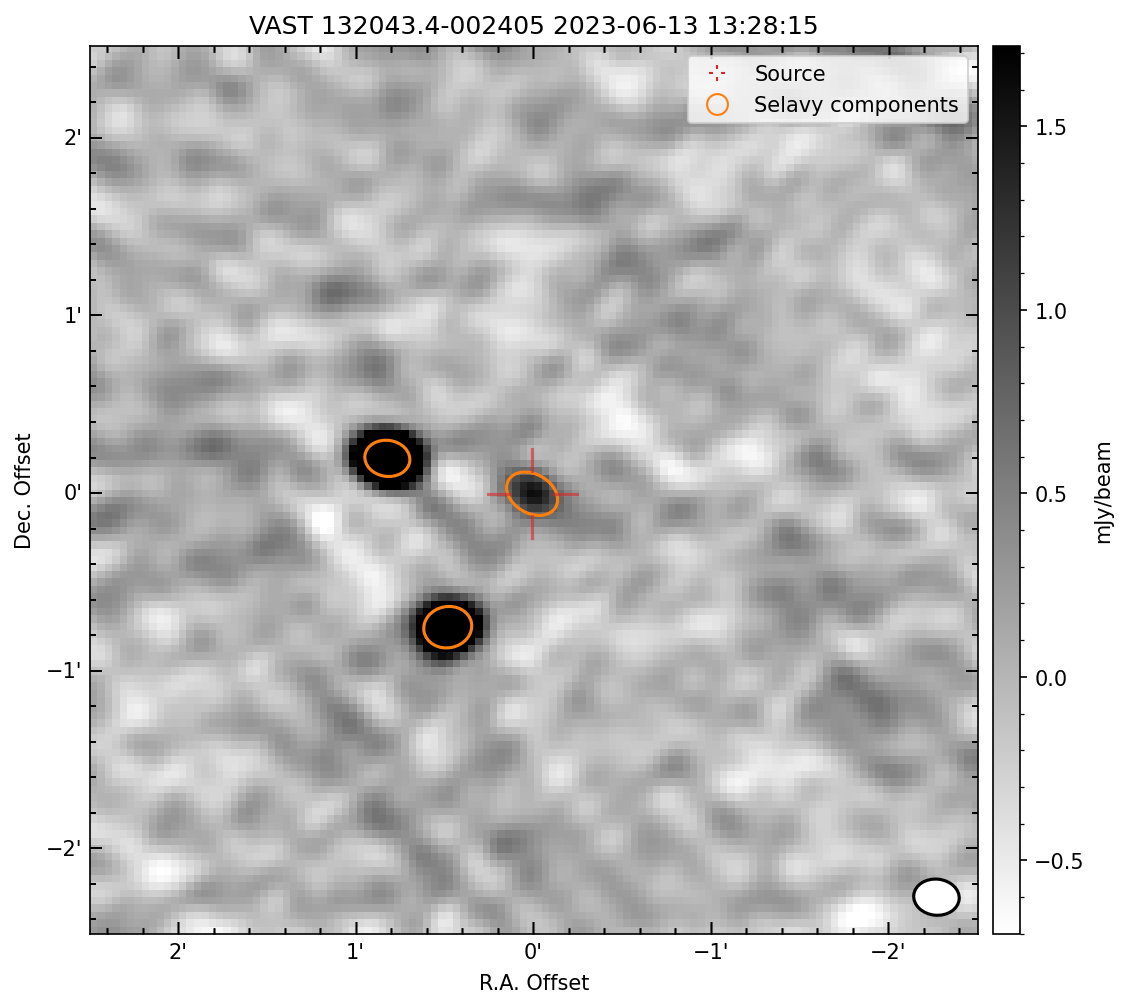 VAST 132043.4-002405 2023-06-13 13:28:15
Source
Selavy components
2'
1'
0'
−1'
−2'
Dec. Offset
2'
1'
0'
−1'
−2'
R.A. Offset
1.5
1.0
0.5
0.0
−0.5
mJy/beam